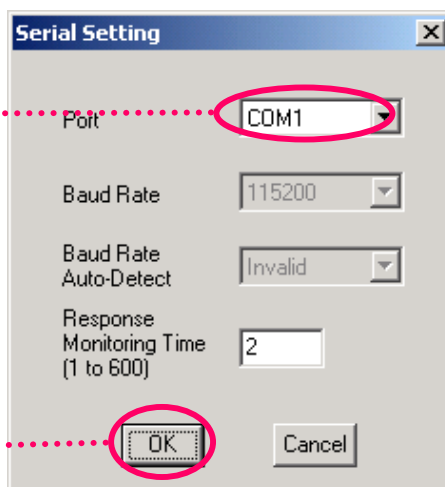 Serial Setting
Port COM1
Baud Rate 115200
Baud Rate
Auto-Detect Invalid
Response
Monitoring Time
(1 to 600) 2
OK Cancel